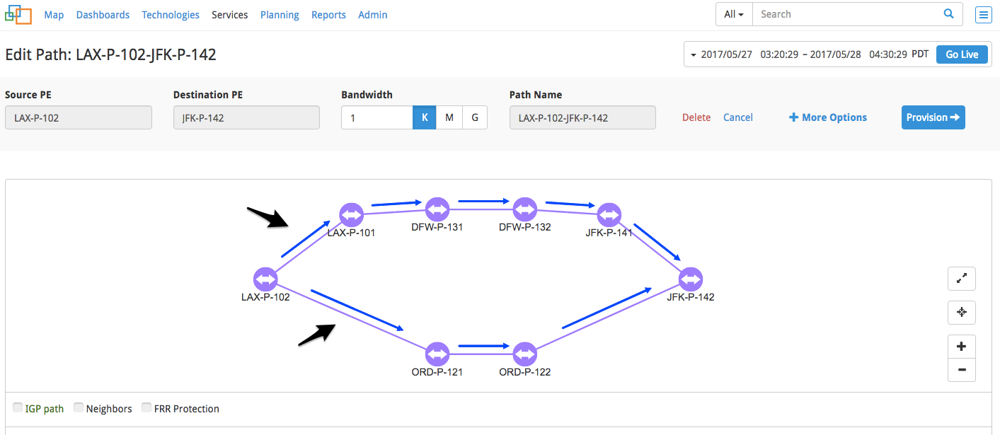 Map Dashboards Technologies Services Planning Reports Admin All Search
Edit Path: LAX-P-102-JFK-P-142
2017/05/27 03:20:29 – 2017/05/28 04:30:29 PDT Go Live
Source PE Destination PE Bandwidth Path Name
LAX-P-102 JFK-P-142 1 K M G LAX-P-102-JFK-P-142 Delete Cancel + More Options Provision
LAX-P-101 DFW-P-131 DFW-P-132 JFK-P-141
LAX-P-102 JFK-P-142
ORD-P-121 ORD-P-122
IGP path Neighbors FRR Protection